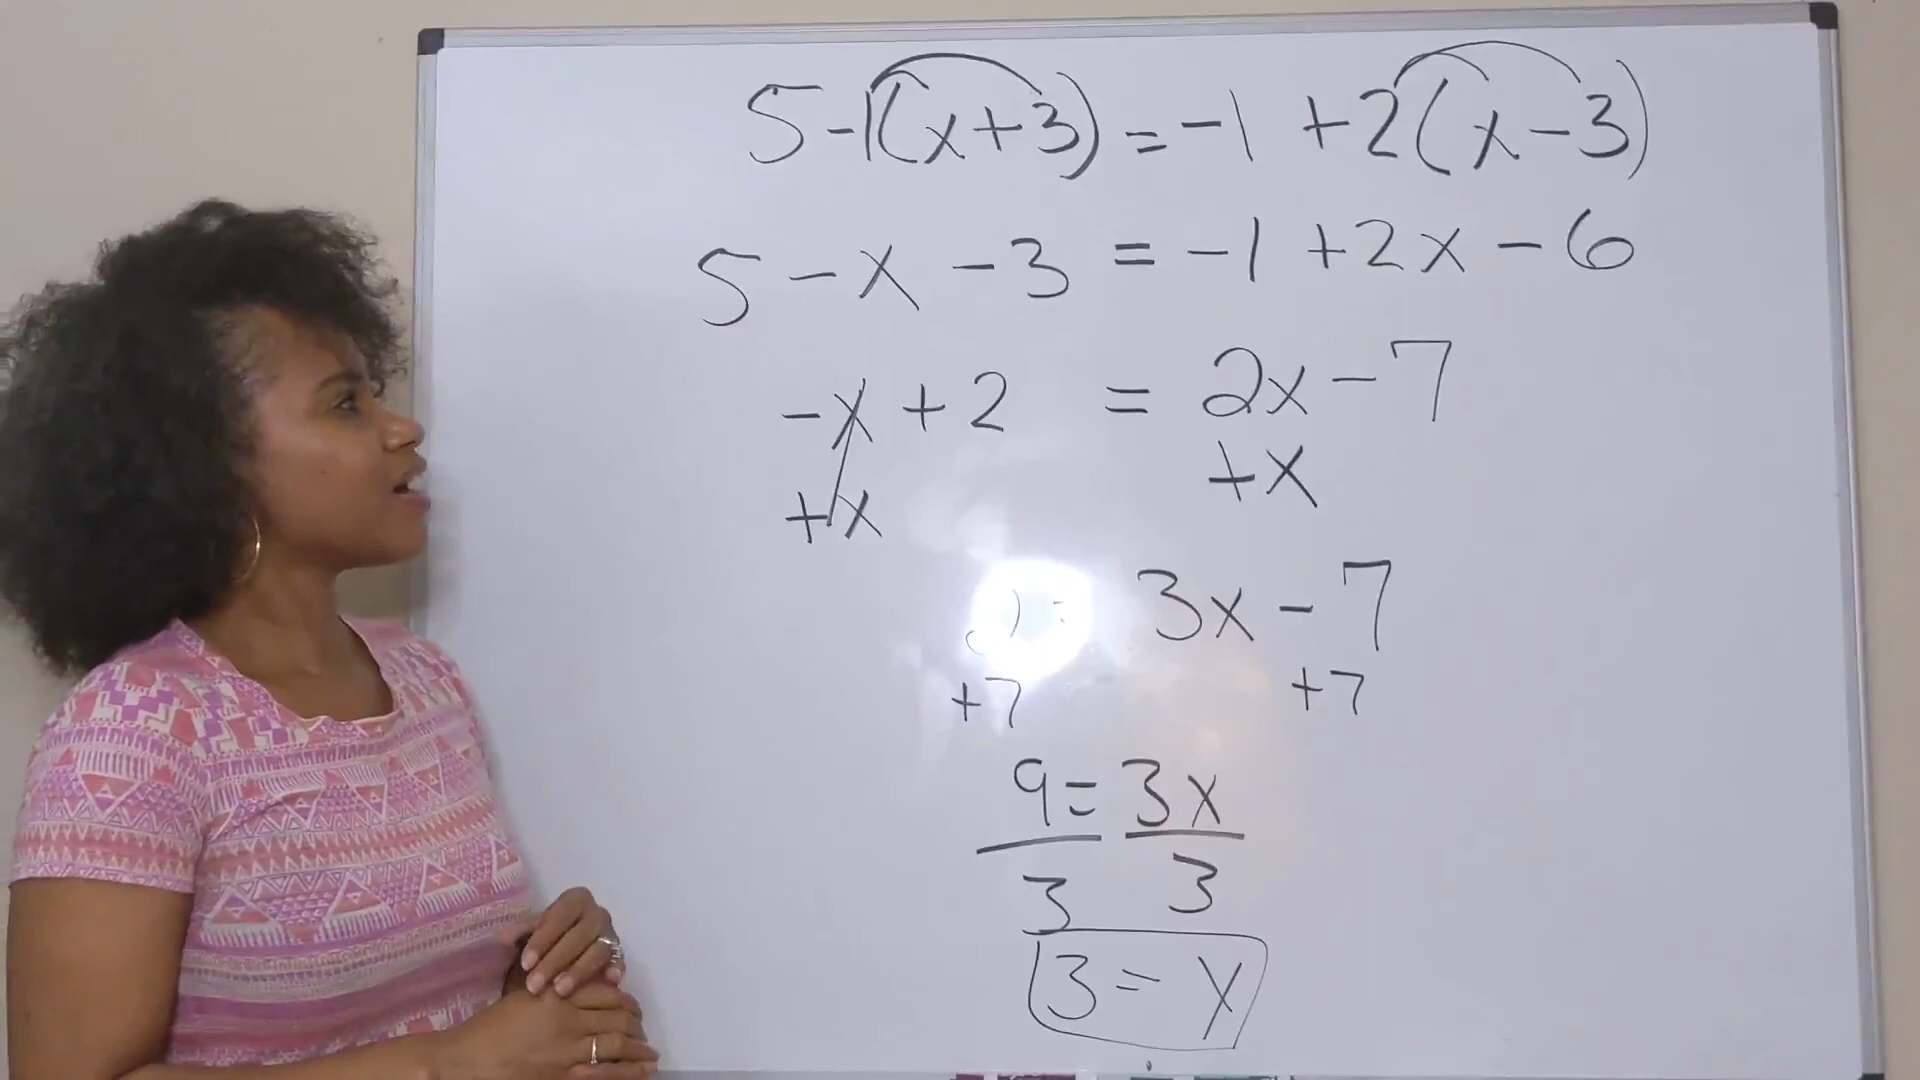 5-1(x+3)=-1+2(x-3)
5-x-3=-1+2x-6
-x+2=2x-7
+x +x
= 3x-7
+7 +7
9=3x
3 3
3=x